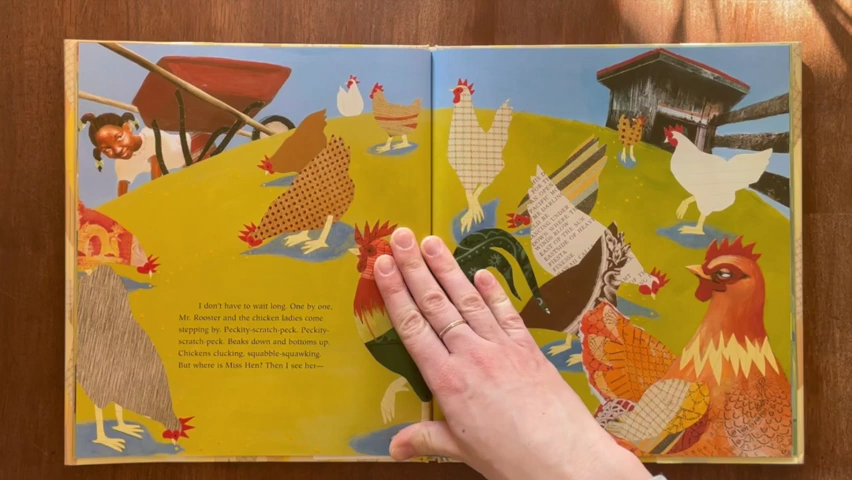 I don't have to wait long. One by one,
Mr. Rooster and the chicken ladies come
stepping by. Peckity-scratch-peck. Peckity-
scratch-peck. Beaks down and bottoms up.
Chickens clucking, squabble-squawking.
But where is Miss Hen? Then I see her—